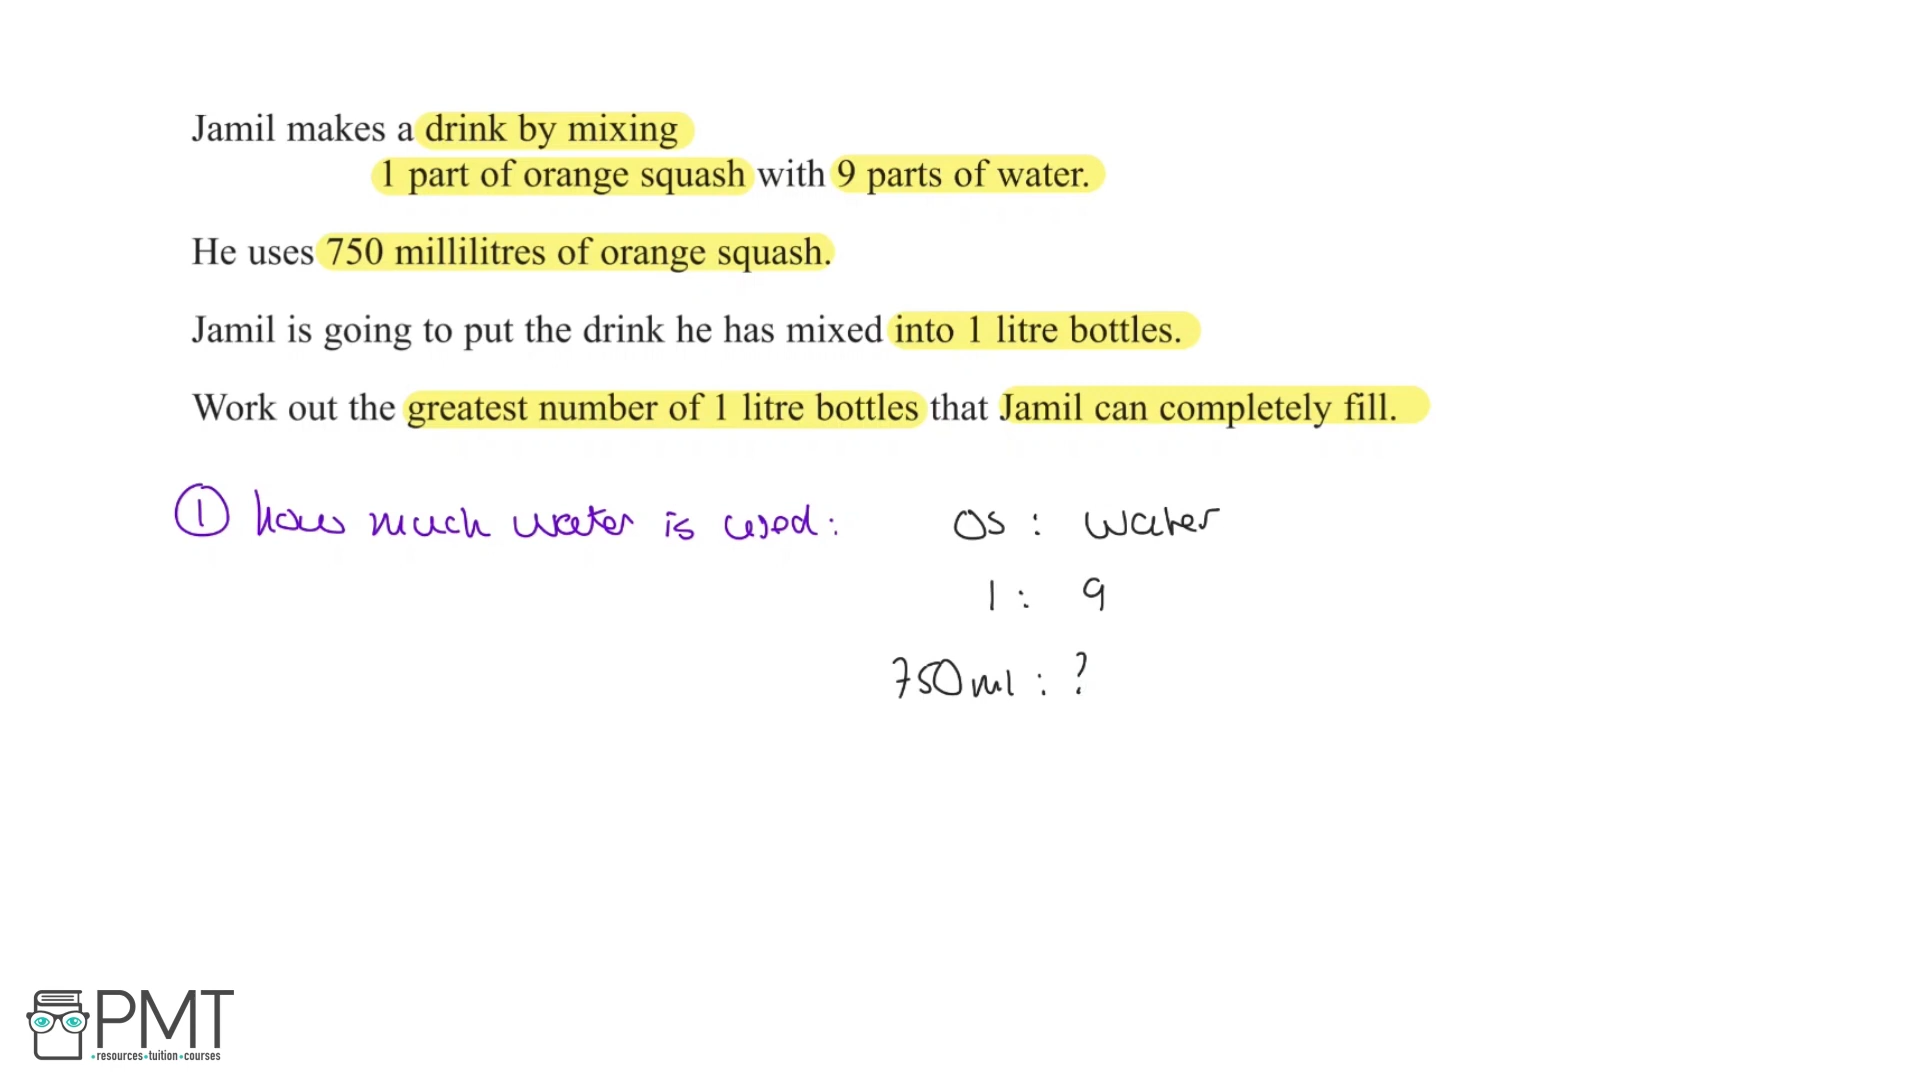 Jamil makes a drink by mixing
1 part of orange squash with 9 parts of water.
He uses 750 millilitres of orange squash.
Jamil is going to put the drink he has mixed into 1 litre bottles.
Work out the greatest number of 1 litre bottles that Jamil can completely fill.
① how much water is used: OS : water
1 : 9
750ml : ?
PMT
•resources•tuition•courses